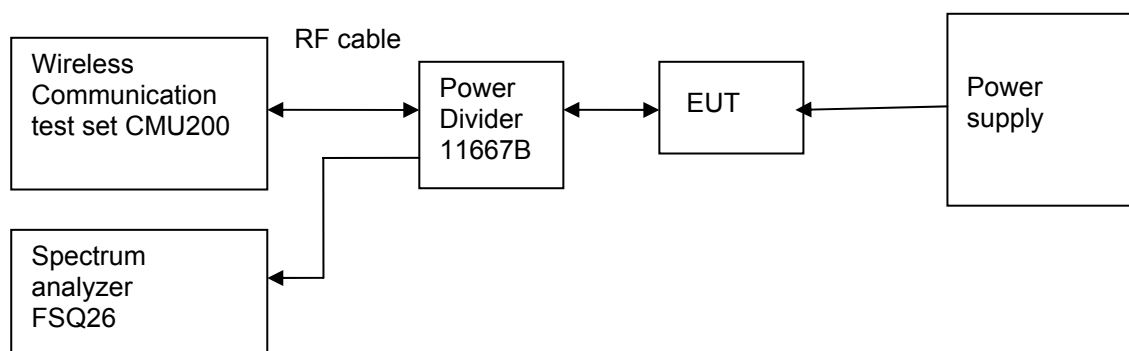 RF cable
Wireless
Communication
test set CMU200
Power
Divider
11667B
EUT
Power
supply
Spectrum
analyzer
FSQ26